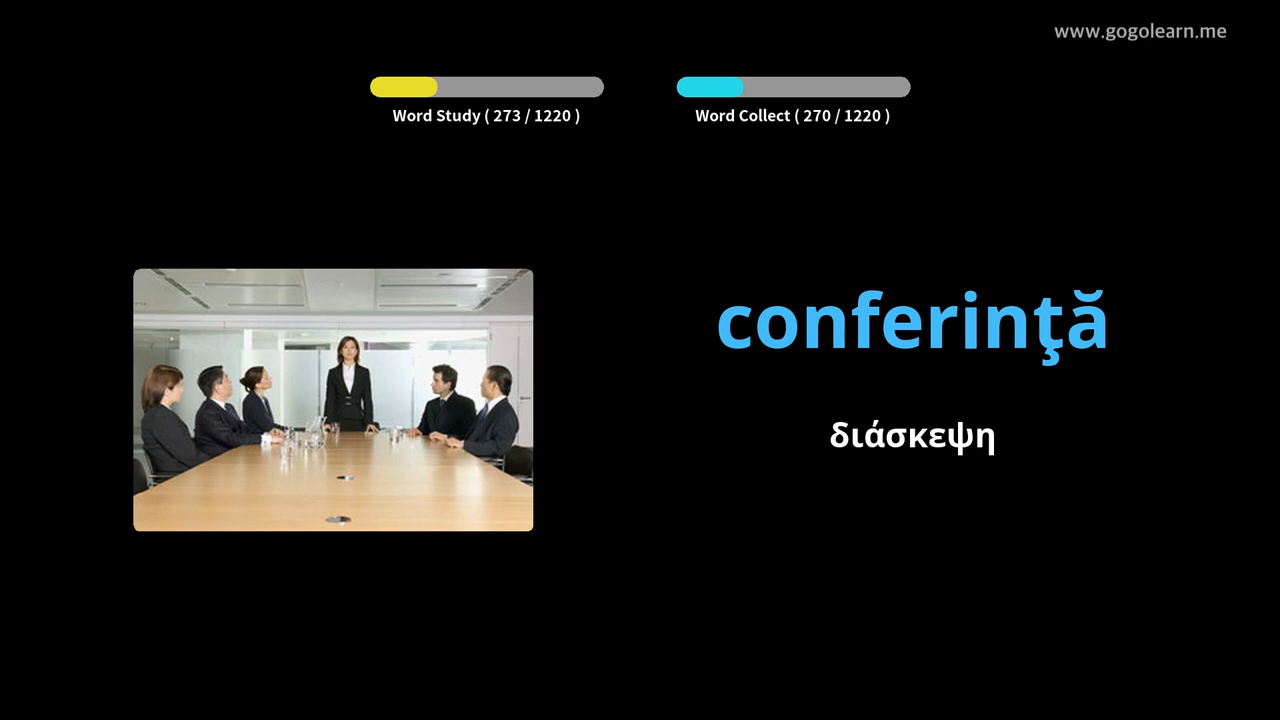 www.gogolearn.me
Word Study ( 273 / 1220 )
Word Collect ( 270 / 1220 )
conferinţă
διάσκεψη